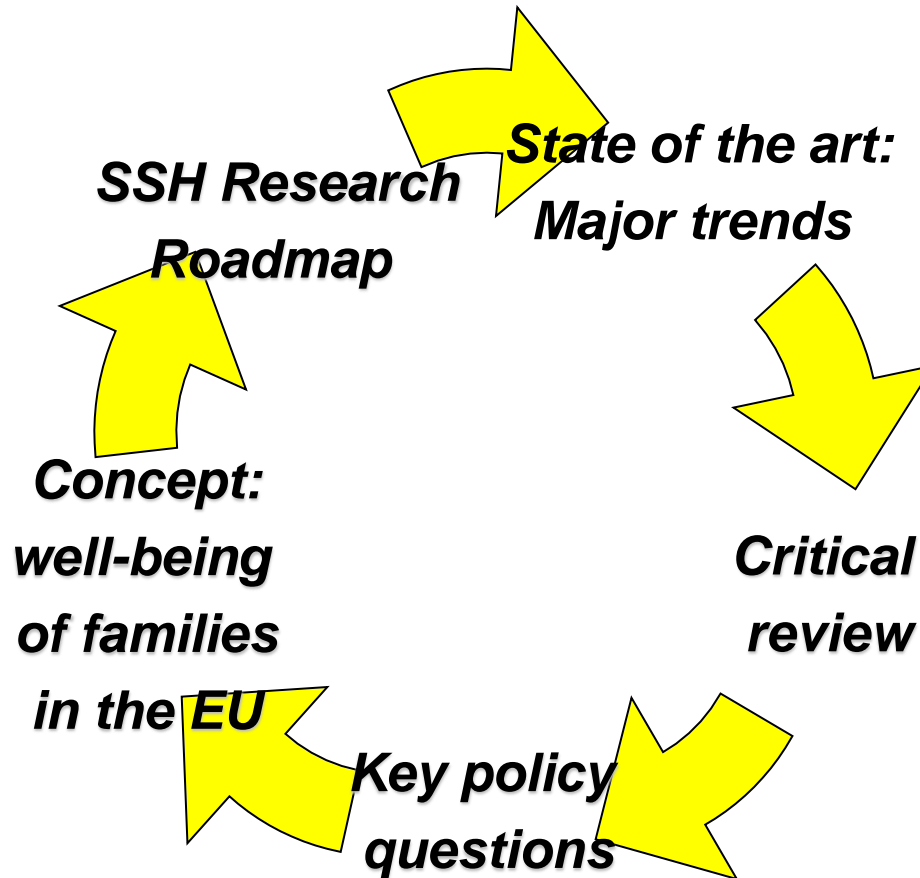 SSH Research
Roadmap
State of the art:
Major trends
Critical
review
Key policy
questions
Concept:
well-being
of families
in the EU